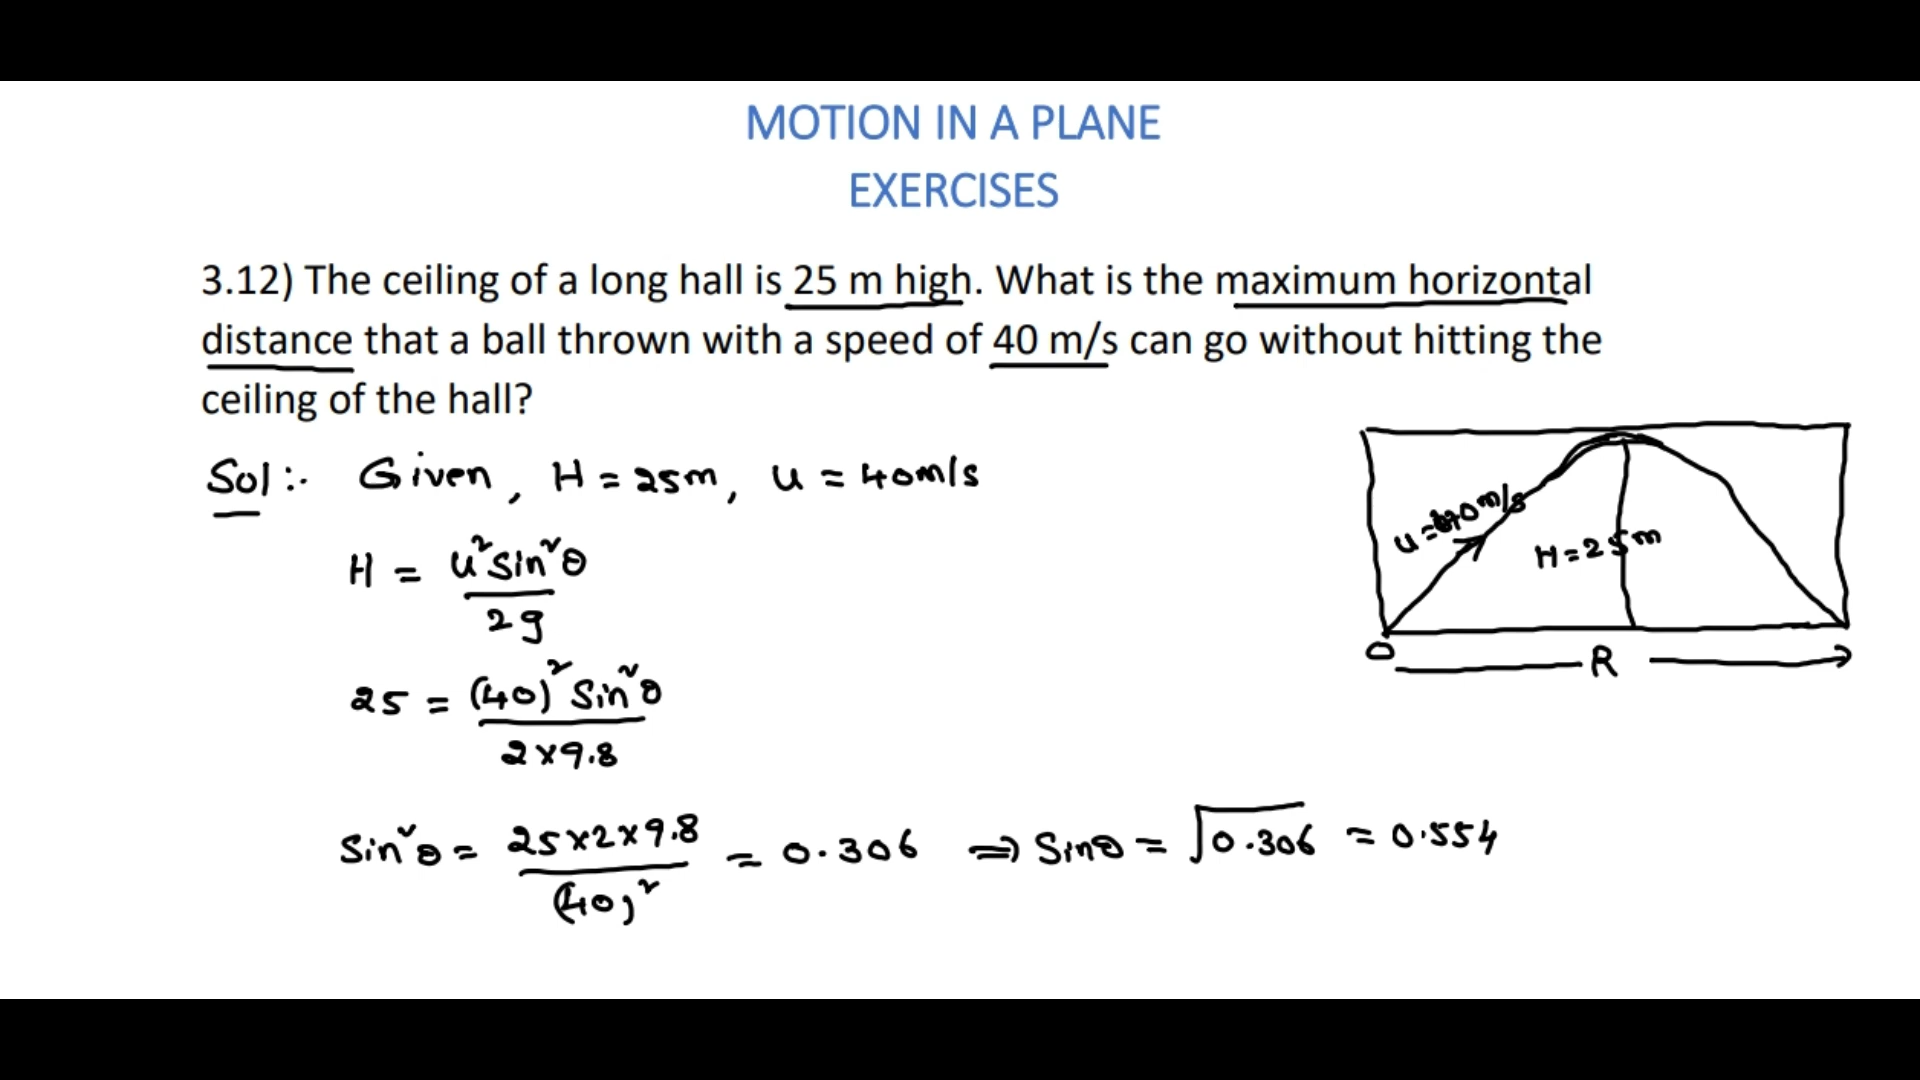 MOTION IN A PLANE
EXERCISES
3.12) The ceiling of a long hall is 25 m high. What is the maximum horizontal
distance that a ball thrown with a speed of 40 m/s can go without hitting the
ceiling of the hall?
Sol :- Given, H = 25m, u = 40m/s
H = u²sin²θ
2g
25 = (40)² Sin²θ
2×9.8
Sin²θ = 25×2×9.8 = 0.306 ⇒ Sinθ = √0.306 = 0.554
(40)²
u=40m/s
H=25m
O
R